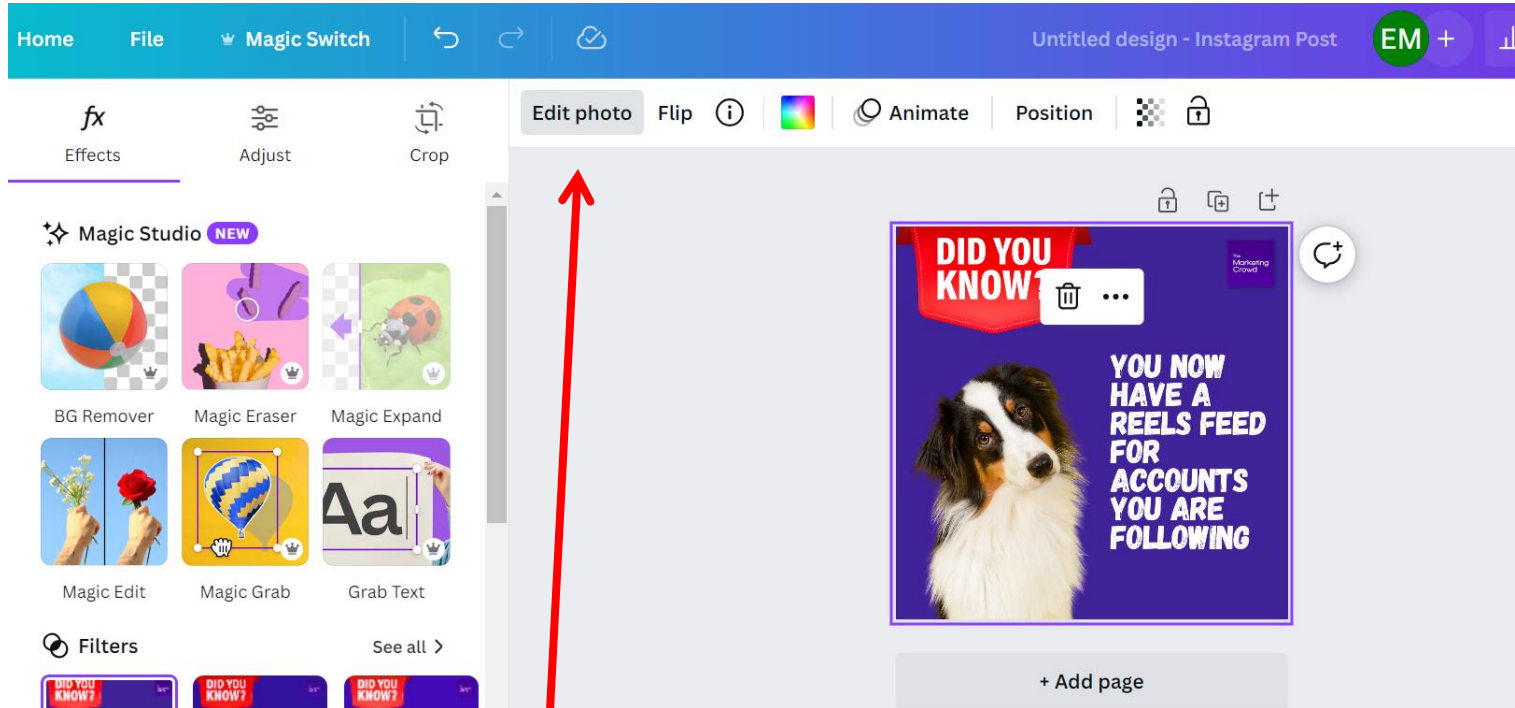 Home File Magic Switch Untitled design - Instagram Post EM +
fx
Effects Adjust Crop
Edit photo Flip Animate Position
Magic Studio NEW
BG Remover Magic Eraser Magic Expand
Aa
Magic Edit Magic Grab Grab Text
Filters See all
DID YOU
KNOW?
DID YOU
KNOW?
DID YOU
KNOW?
DID YOU
KNOW?
The
Marketing
Crowd
YOU NOW
HAVE A
REELS FEED
FOR
ACCOUNTS
YOU ARE
FOLLOWING
+ Add page